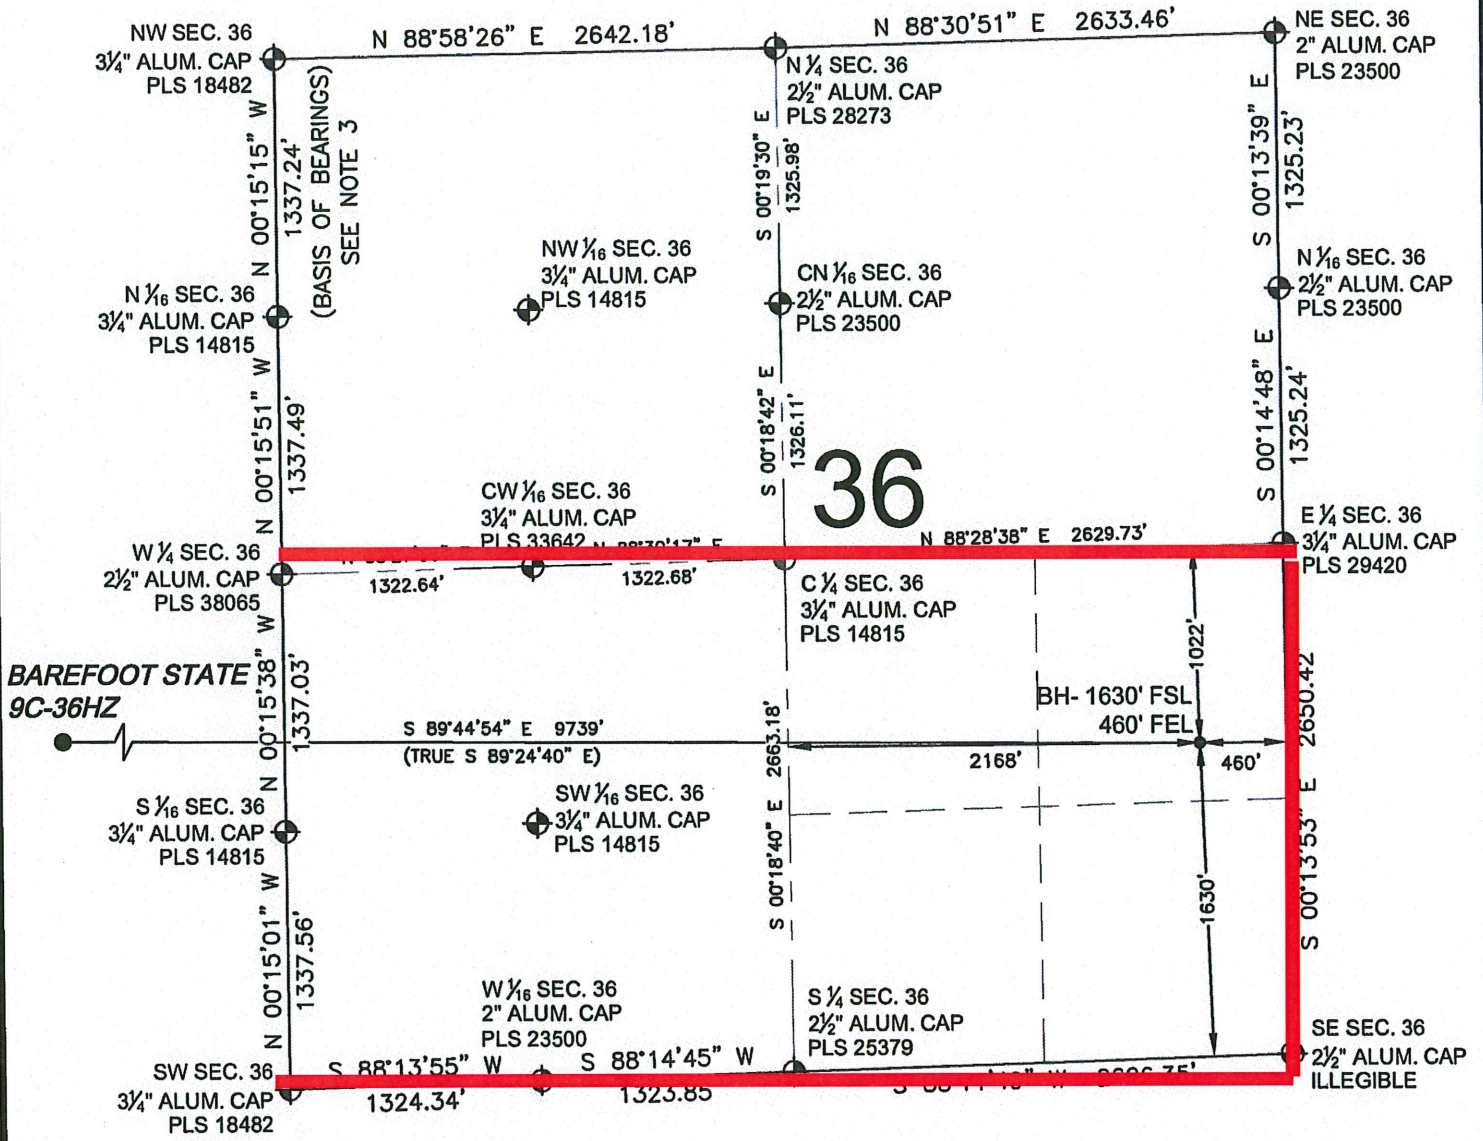 NW SEC. 36
3¼" ALUM. CAP
PLS 18482
N 88°58'26" E 2642.18'
N 88°30'51" E 2633.46'
NE SEC. 36
2" ALUM. CAP
PLS 23500
N ¼ SEC. 36
2½" ALUM. CAP
PLS 28273
N 00°15'15" W
1337.24'
(BASIS OF BEARINGS)
SEE NOTE 3
S 00°19'30" E
1325.98'
S 00°13'39" E
1325.23'
N 1⁄16 SEC. 36
3¼" ALUM. CAP
PLS 14815
NW 1⁄16 SEC. 36
3¼" ALUM. CAP
PLS 14815
CN 1⁄16 SEC. 36
2½" ALUM. CAP
PLS 23500
N 1⁄16 SEC. 36
2½" ALUM. CAP
PLS 23500
N 00°15'51" W
1337.49'
S 00°18'42" E
1326.11'
S 00°14'48" E
1325.24'
36
CW 1⁄16 SEC. 36
3¼" ALUM. CAP
PLS 33642
N 88°28'38" E 2629.73'
E ¼ SEC. 36
3¼" ALUM. CAP
PLS 29420
W ¼ SEC. 36
2½" ALUM. CAP
PLS 38065
1322.64'
1322.68'
C ¼ SEC. 36
3¼" ALUM. CAP
PLS 14815
BAREFOOT STATE
9C-36HZ
N 00°15'38" W
1337.03'
S 89°44'54" E 9739'
(TRUE S 89°24'40" E)
S 00°18'40" E 2663.18'
1022'
BH- 1630' FSL
460' FEL
2168'
460'
1630'
S 00°13'53" E 2650.42
S 1⁄16 SEC. 36
3¼" ALUM. CAP
PLS 14815
SW 1⁄16 SEC. 36
3¼" ALUM. CAP
PLS 14815
N 00°15'01" W
1337.56'
W 1⁄16 SEC. 36
2" ALUM. CAP
PLS 23500
S ¼ SEC. 36
2½" ALUM. CAP
PLS 25379
SE SEC. 36
2½" ALUM. CAP
ILLEGIBLE
SW SEC. 36
3¼" ALUM. CAP
PLS 18482
S 88°13'55" W
1324.34'
S 88°14'45" W
1323.85